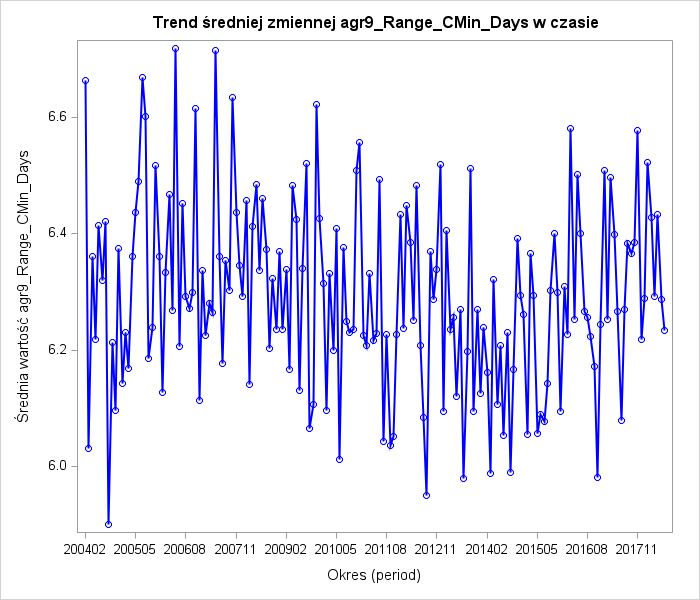 Trend średniej zmiennej agr9_Range_CMin_Days w czasie
Średnia wartość agr9_Range_CMin_Days
6.6
6.4
6.2
6.0
200402 200505 200608 200711 200902 201005 201108 201211 201402 201505 201608 201711
Okres (period)